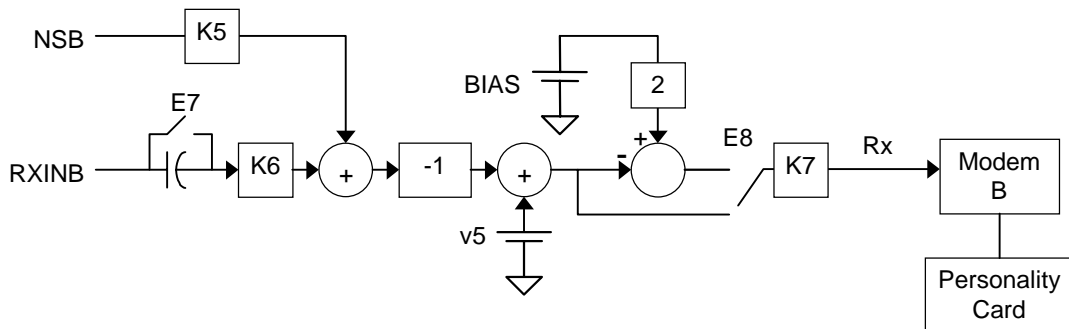 NSB
K5
BIAS
2
E7
RXINB
K6
+
-1
+
v5
+
-
E8
K7
Rx
Modem
B
Personality
Card